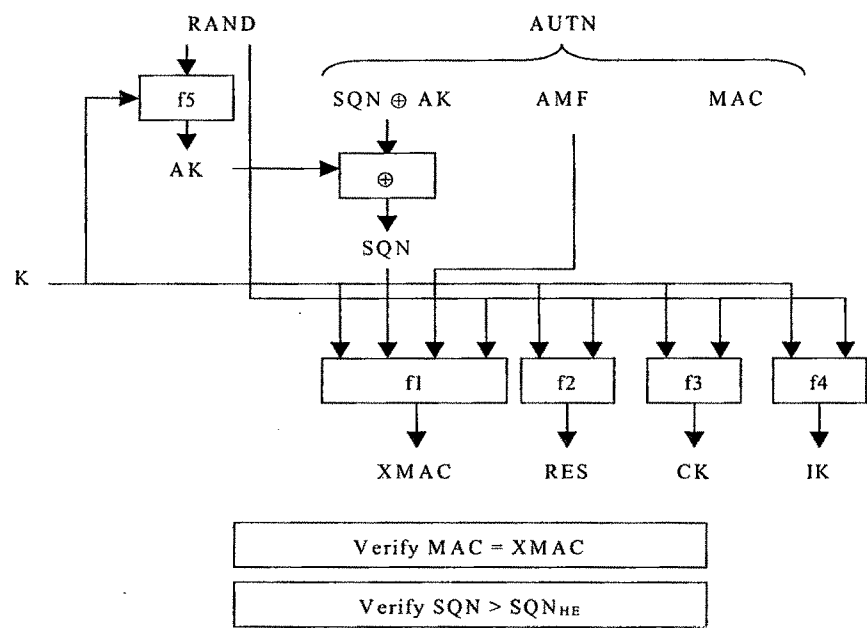 RAND AUTN
f5 SQN ⊕ AK AMF MAC
AK ⊕
SQN
K
f1 f2 f3 f4
XMAC RES CK IK
Verify MAC = XMAC
Verify SQN > SQNHE